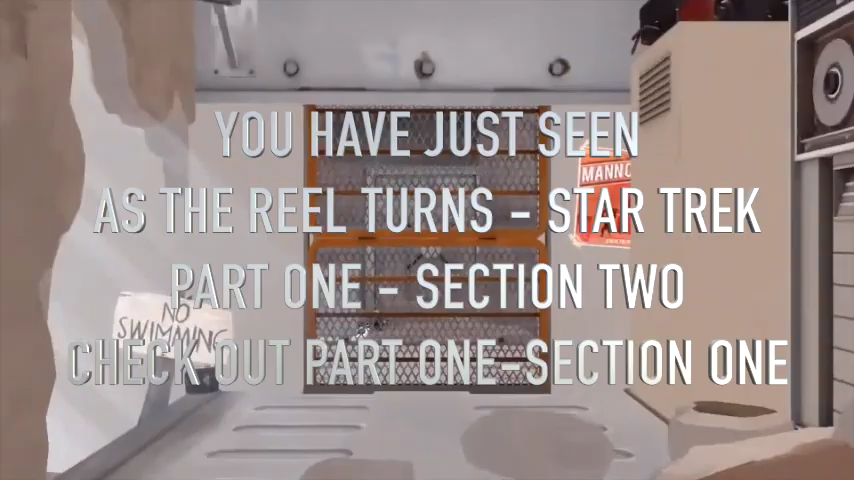 YOU HAVE JUST SEEN
AS THE REEL TURNS - STAR TREK
PART ONE - SECTION TWO
CHECK OUT PART ONE-SECTION ONE
MANNC
NO
SWIMMING